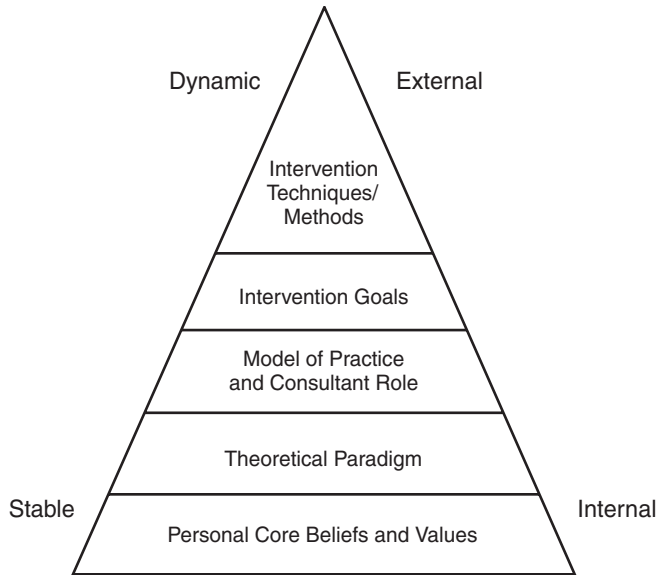 Dynamic
External
Intervention
Techniques/
Methods
Intervention Goals
Model of Practice
and Consultant Role
Theoretical Paradigm
Stable
Internal
Personal Core Beliefs and Values